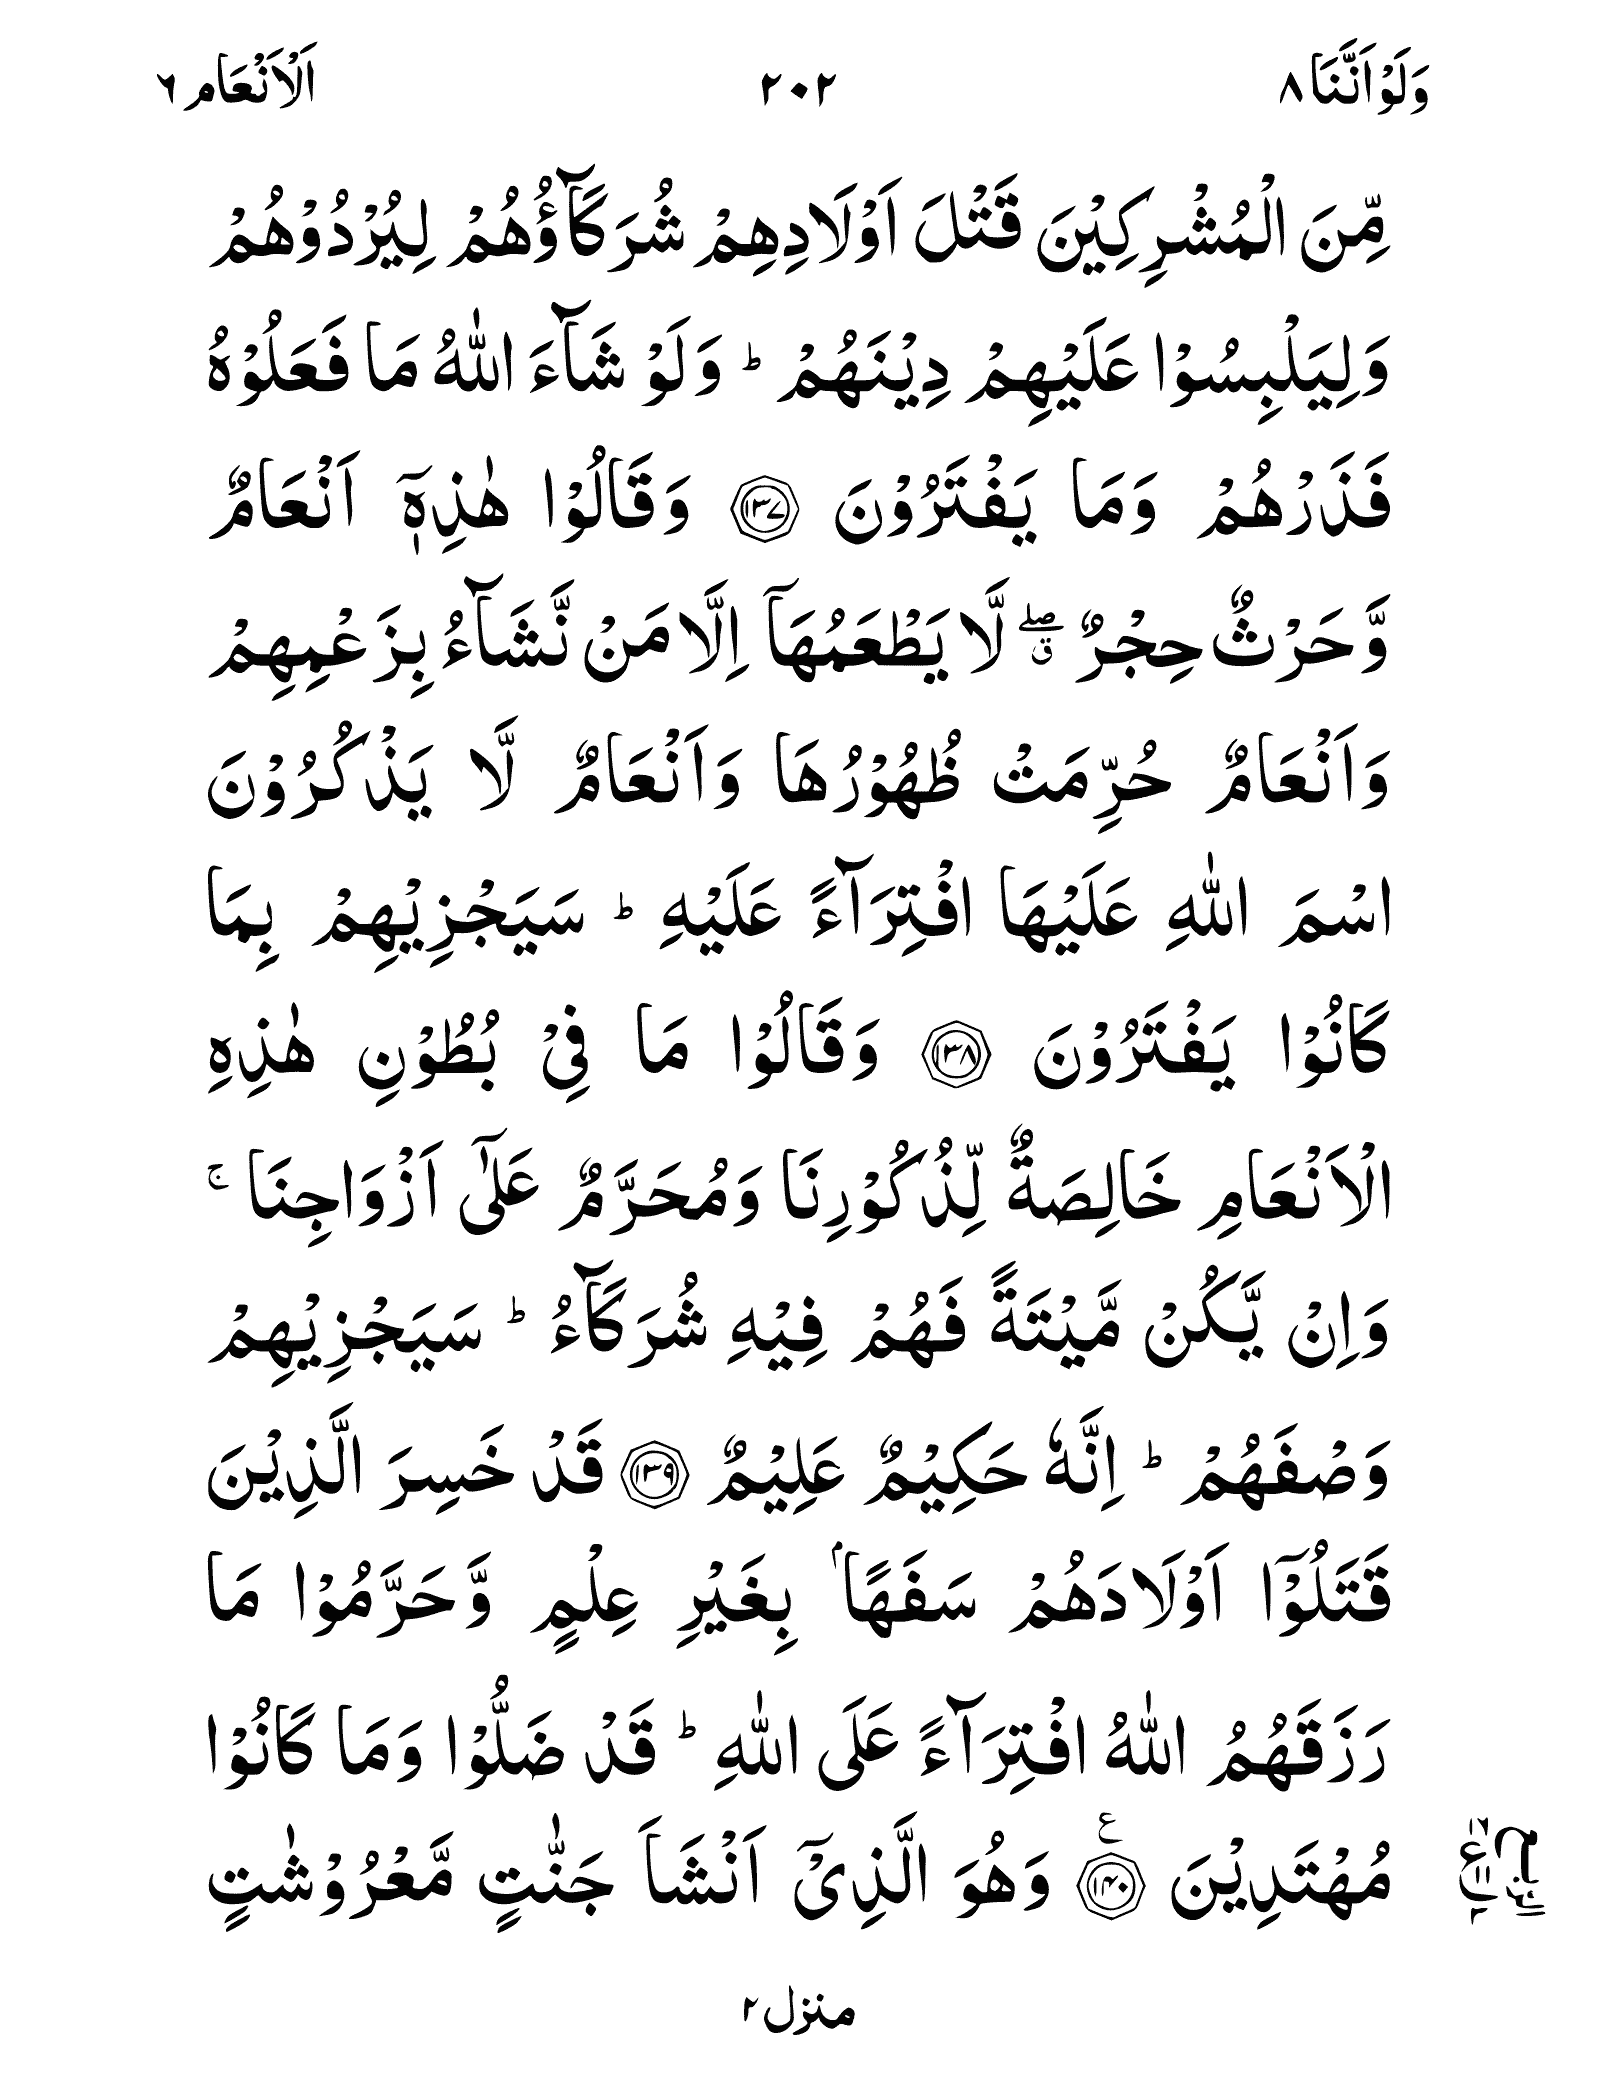 وَلَوْ اَنَّنَا ٨ ٢٠٢ اَلْاَنْعَام ٦
مِّنَ الْمُشْرِكِيْنَ قَتْلَ اَوْلَادِهِمْ شُرَكَآؤُهُمْ لِيُرْدُوْهُمْ
وَلِيَلْبِسُوْا عَلَيْهِمْ دِيْنَهُمْ ؕ وَلَوْ شَآءَ اللّٰهُ مَا فَعَلُوْهُ
فَذَرْهُمْ وَمَا يَفْتَرُوْنَ ﴿١٣٧﴾ وَقَالُوْا هٰذِهٖۤ اَنْعَامٌ
وَّحَرْثٌ حِجْرٌ ۖق لَّا يَطْعَمُهَاۤ اِلَّا مَنْ نَّشَآءُ بِزَعْمِهِمْ
وَاَنْعَامٌ حُرِّمَتْ ظُهُوْرُهَا وَاَنْعَامٌ لَّا يَذْكُرُوْنَ
اسْمَ اللّٰهِ عَلَيْهَا افْتِرَآءً عَلَيْهِ ؕ سَيَجْزِيْهِمْ بِمَا
كَانُوْا يَفْتَرُوْنَ ﴿١٣٨﴾ وَقَالُوْا مَا فِيْ بُطُوْنِ هٰذِهِ
الْاَنْعَامِ خَالِصَةٌ لِّذُكُوْرِنَا وَمُحَرَّمٌ عَلٰۤى اَزْوَاجِنَا ۚ
وَاِنْ يَّكُنْ مَّيْتَةً فَهُمْ فِيْهِ شُرَكَآءُ ؕ سَيَجْزِيْهِمْ
وَصْفَهُمْ ؕ اِنَّهٗ حَكِيْمٌ عَلِيْمٌ ﴿١٣٩﴾ قَدْ خَسِرَ الَّذِيْنَ
قَتَلُوْۤا اَوْلَادَهُمْ سَفَهًاۢ بِغَيْرِ عِلْمٍ وَّحَرَّمُوْا مَا
رَزَقَهُمُ اللّٰهُ افْتِرَآءً عَلَى اللّٰهِ ؕ قَدْ ضَلُّوْا وَمَا كَانُوْا
مُهْتَدِيْنَ ﴿١٤٠﴾ ع وَهُوَ الَّذِيْۤ اَنْشَاَ جَنّٰتٍ مَّعْرُوْشٰتٍ
منزل ٢